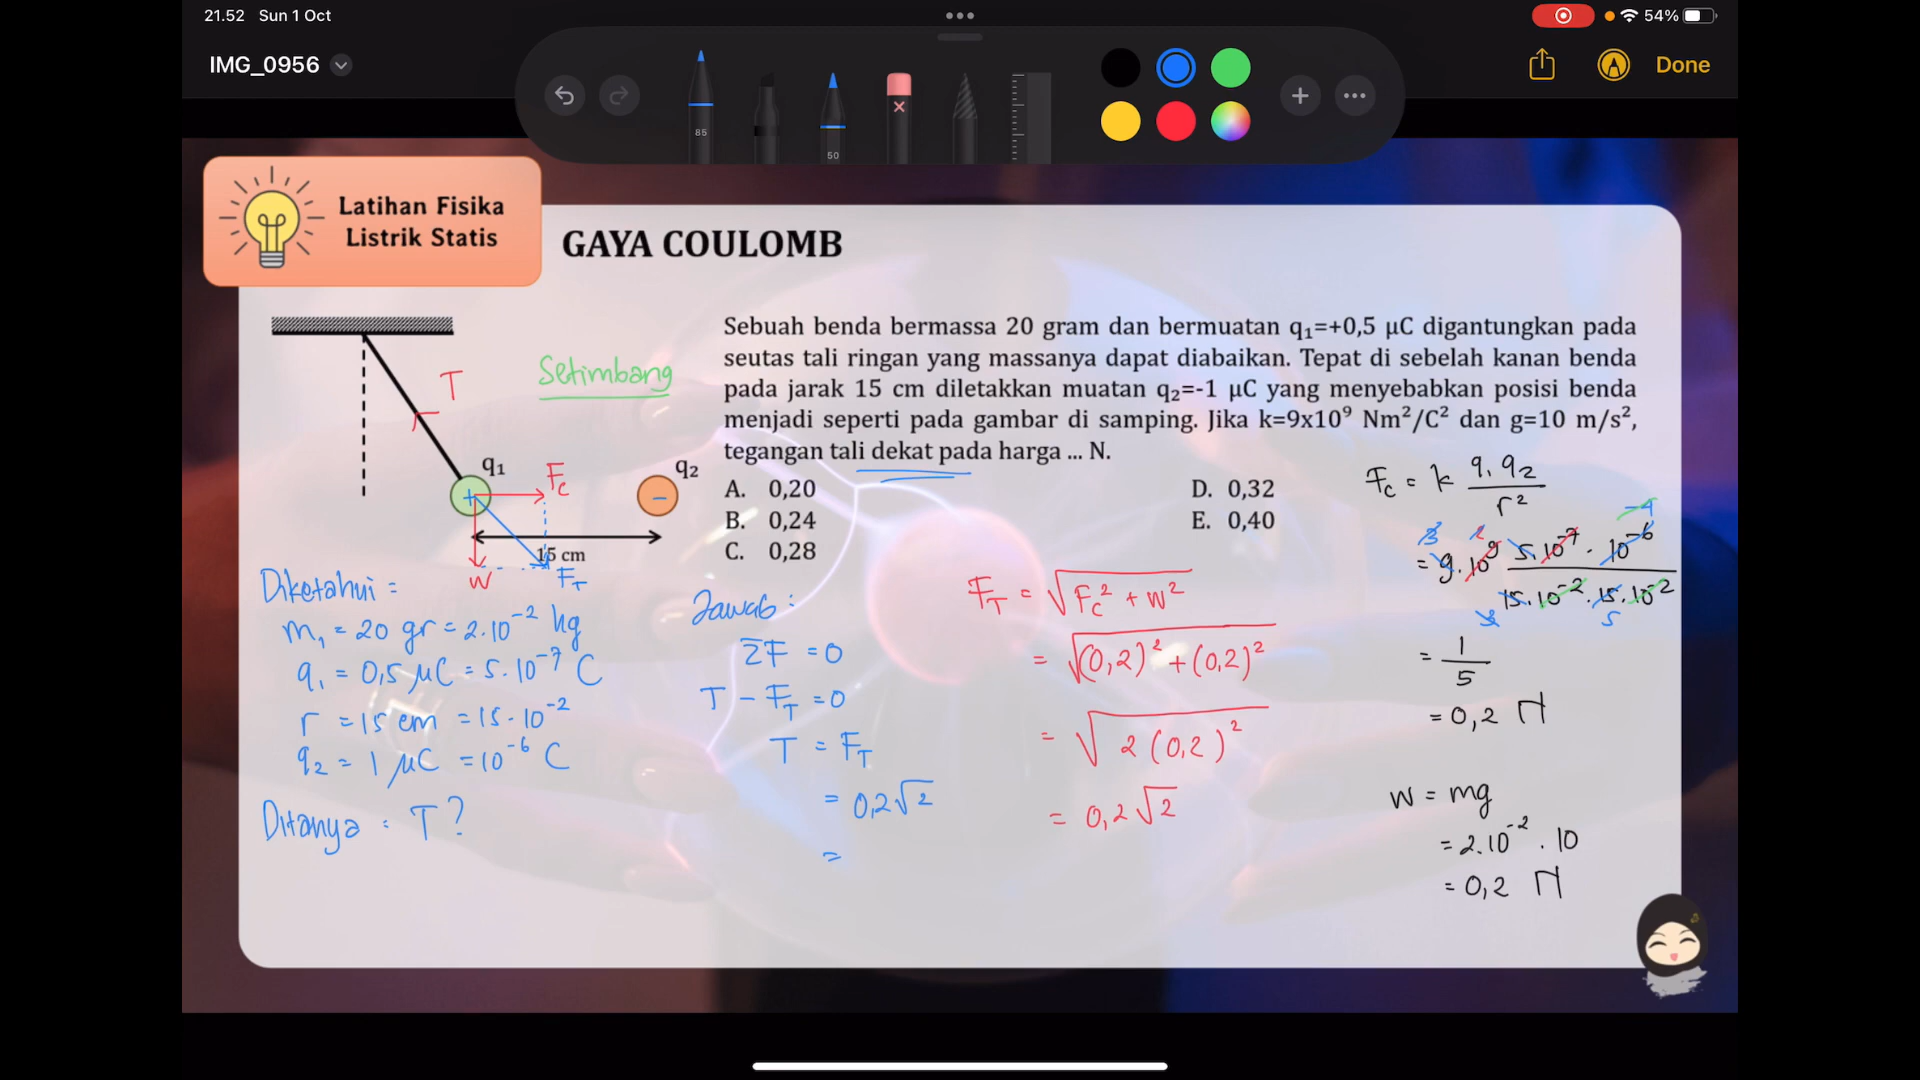 21.52 Sun 1 Oct
54%
IMG_0956
Done
85
50
Latihan Fisika
Listrik Statis
GAYA COULOMB
Sebuah benda bermassa 20 gram dan bermuatan q₁=+0,5 μC digantungkan pada
seutas tali ringan yang massanya dapat diabaikan. Tepat di sebelah kanan benda
pada jarak 15 cm diletakkan muatan q₂=-1 μC yang menyebabkan posisi benda
menjadi seperti pada gambar di samping. Jika k=9x10⁹ Nm²/C² dan g=10 m/s²,
tegangan tali dekat pada harga ... N.
A. 0,20
B. 0,24
C. 0,28
D. 0,32
E. 0,40
Setimbang
T
q₁
Fc
q₂
+
-
15 cm
W
F_T
Diketahui =
m₁ = 20 gr = 2.10⁻² kg
q₁ = 0,5 μC = 5.10⁻⁷ C
r = 15 cm = 15.10⁻²
q₂ = 1 μC = 10⁻⁶ C
Ditanya : T?
Jawab :
ΣF = 0
T - F_T = 0
T = F_T
= 0,2√2
=
F_T = √(Fc² + w²)
= √((0,2)² + (0,2)²)
= √(2(0,2)²)
= 0,2√2
Fc = k q₁ q₂ / r²
= 9.10⁹ 5.10⁻⁷ . 10⁻⁶ / 15.10⁻² . 15.10⁻²
= 1/5
= 0,2 N
W = mg
= 2.10⁻² . 10
= 0,2 N